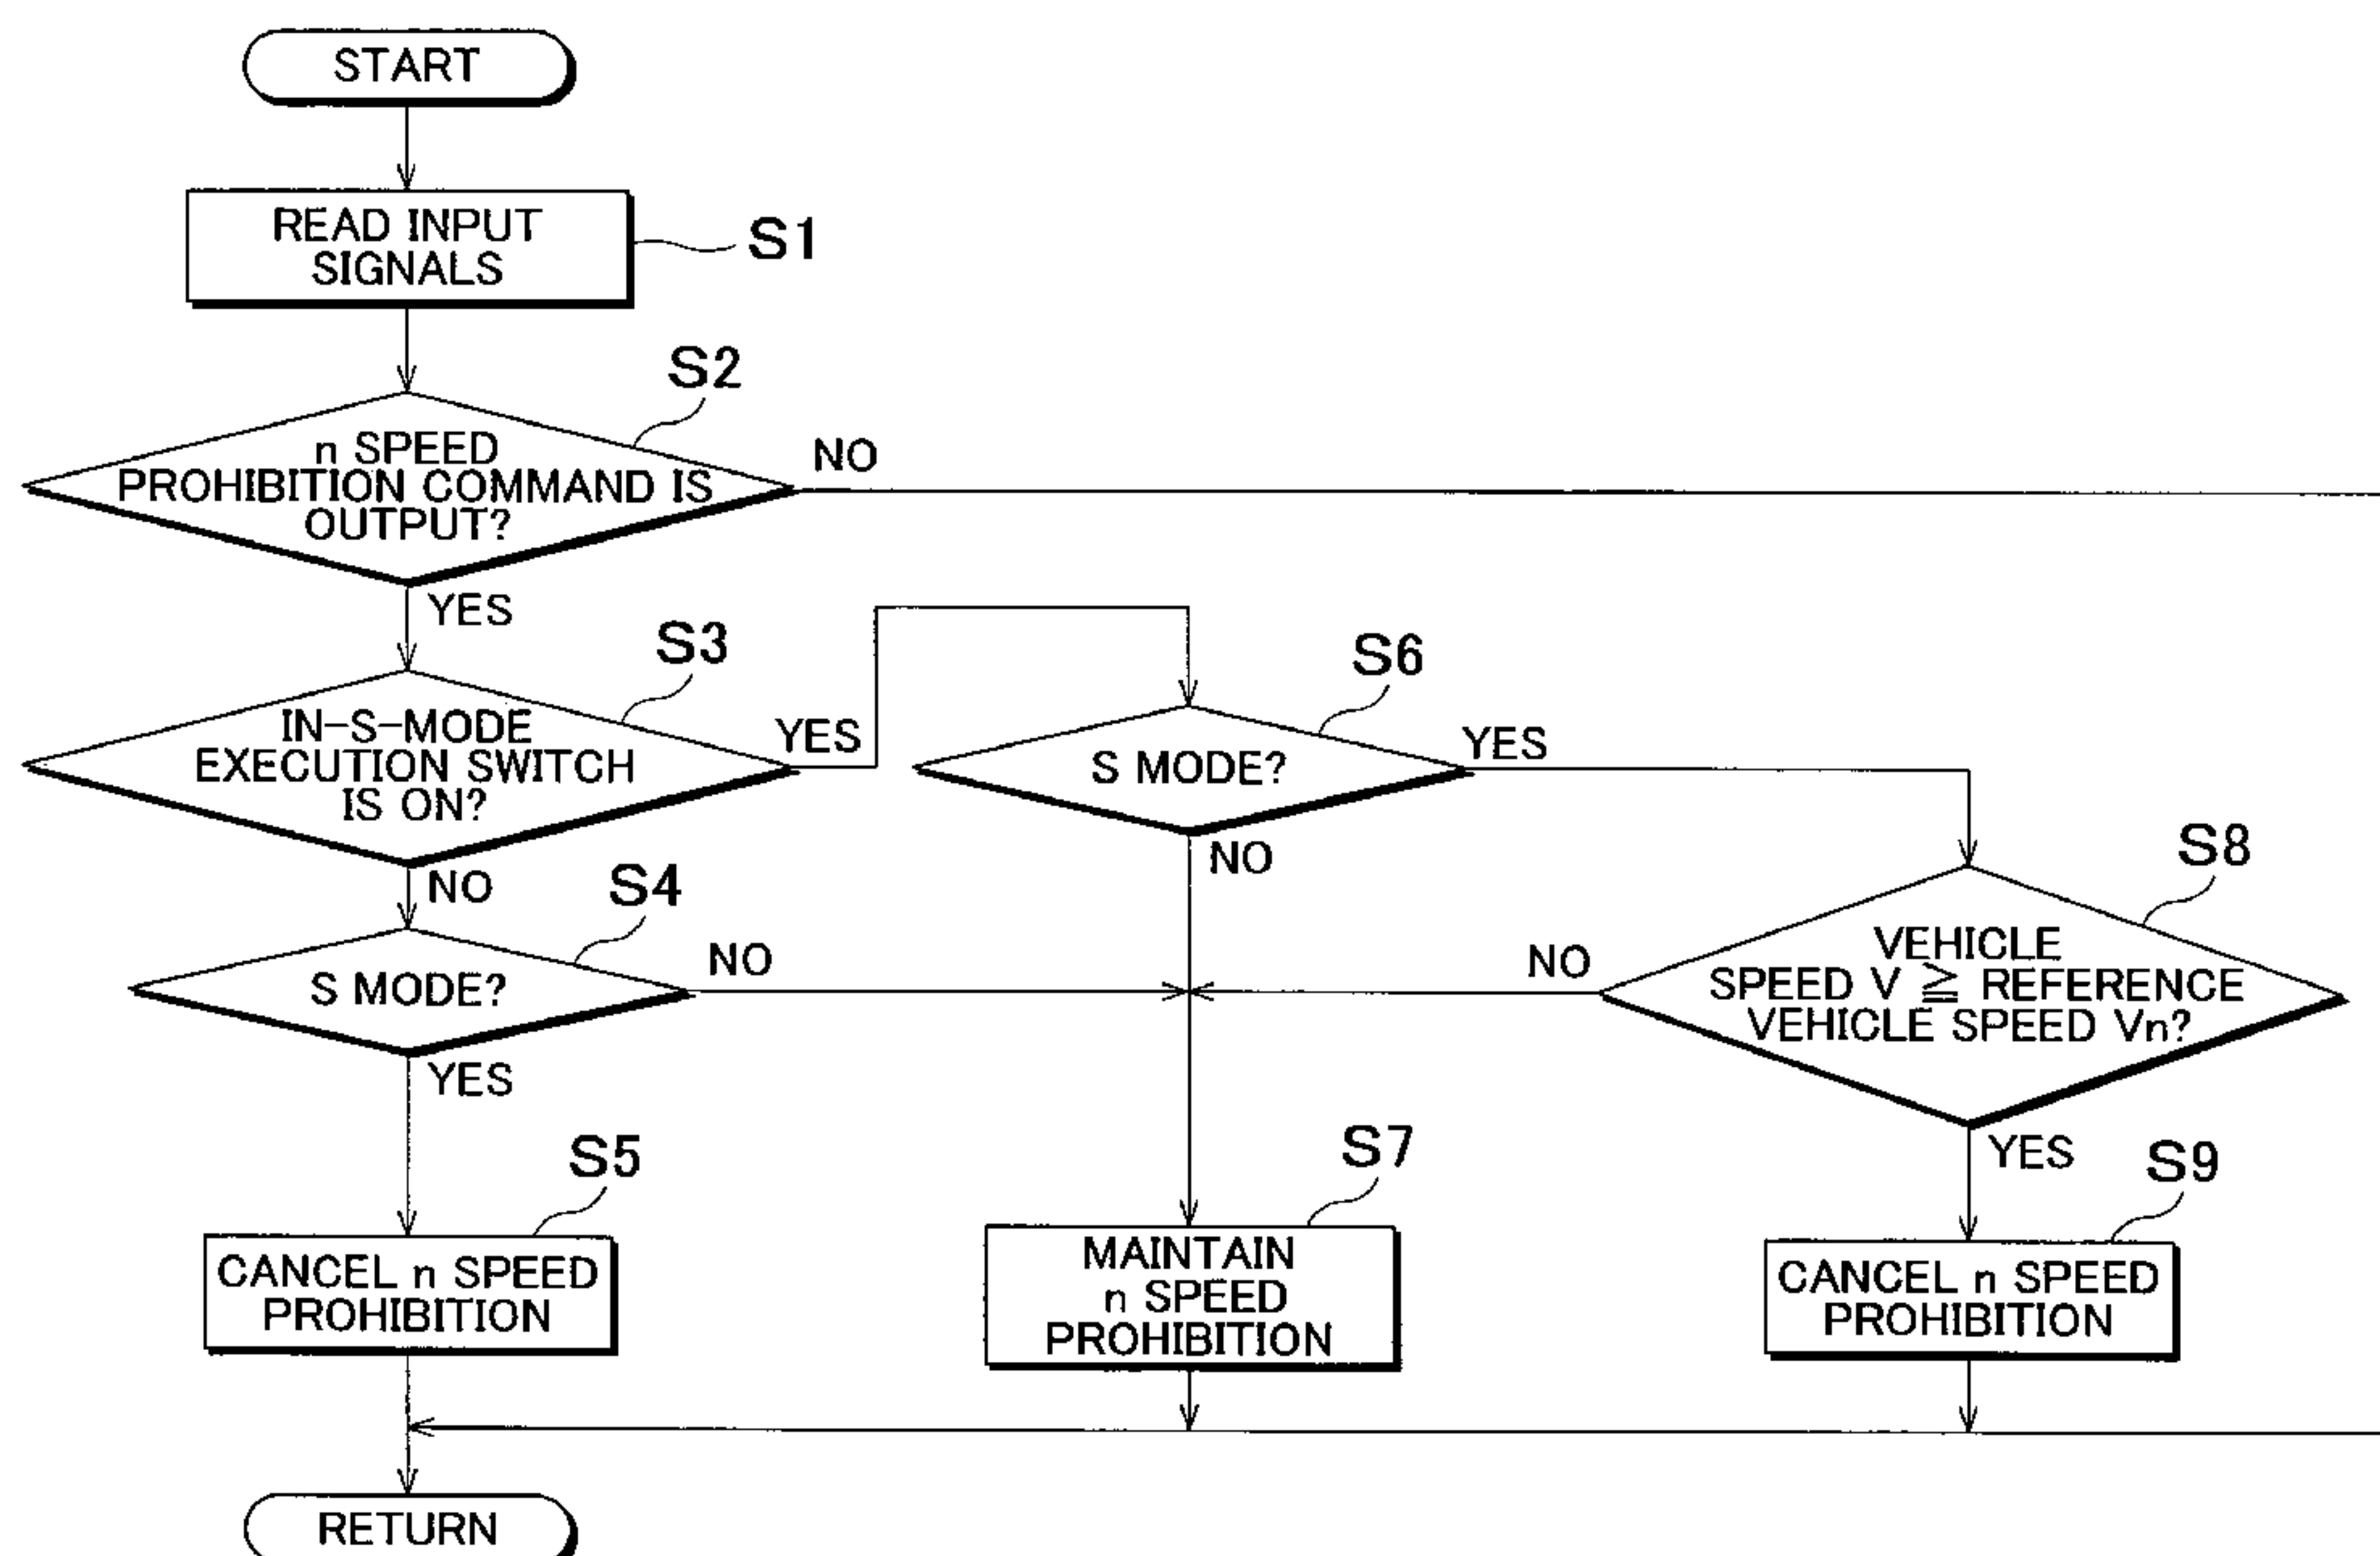 START
READ INPUT
SIGNALS
S1
S2
n SPEED
PROHIBITION COMMAND IS
OUTPUT?
NO
YES
S3
IN-S-MODE
EXECUTION SWITCH
IS ON?
YES
NO
S6
S MODE?
YES
NO
S4
S MODE?
NO
YES
S8
VEHICLE
SPEED V ≧ REFERENCE
VEHICLE SPEED Vn?
NO
YES
S5
CANCEL n SPEED
PROHIBITION
S7
MAINTAIN
n SPEED
PROHIBITION
S9
CANCEL n SPEED
PROHIBITION
RETURN